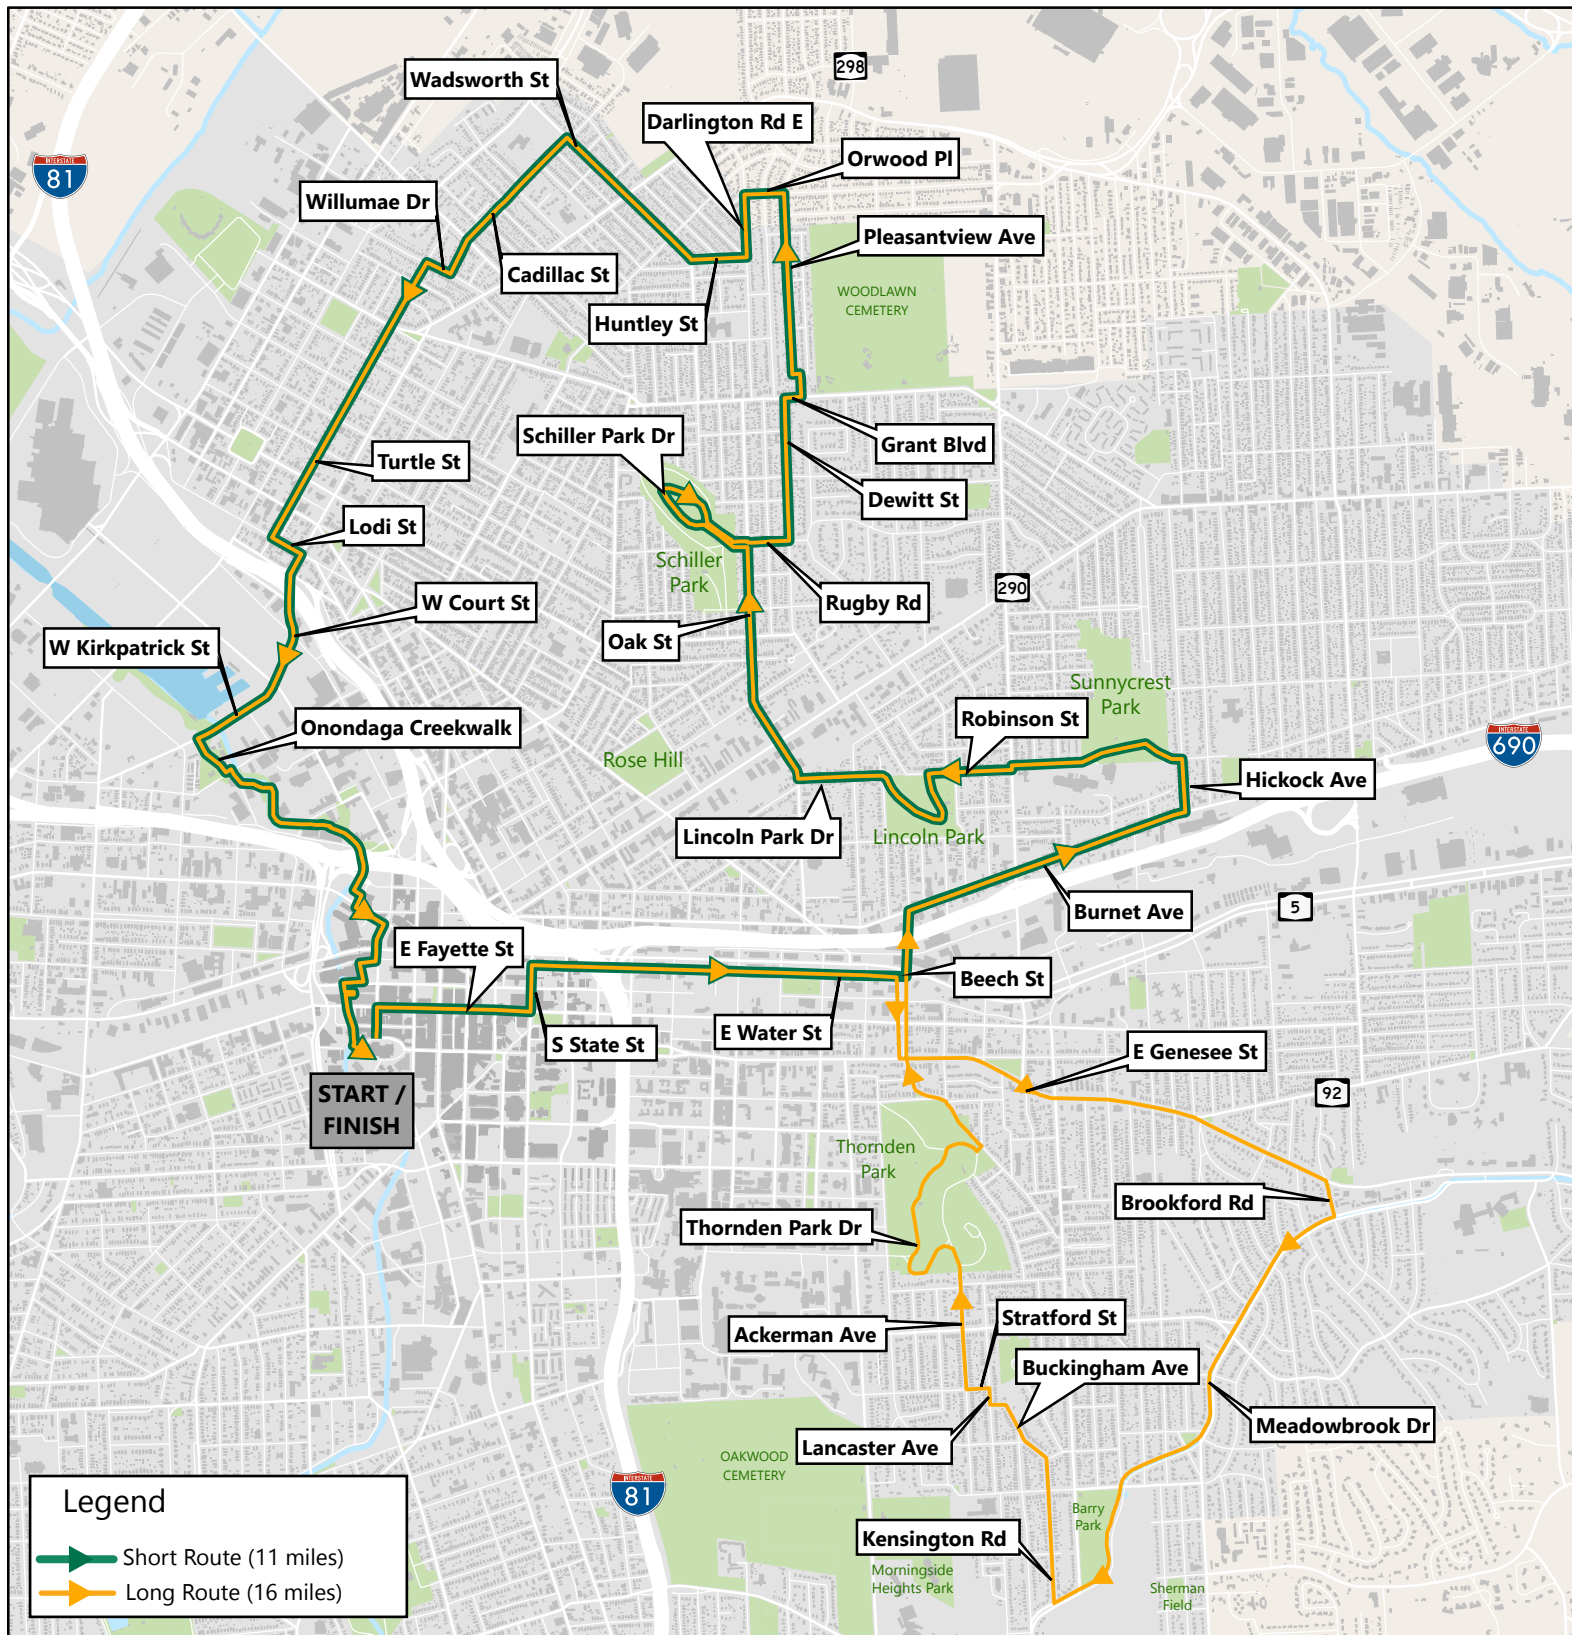 298
Wadsworth St
Darlington Rd E
Orwood Pl
INTERSTATE
81
Willumae Dr
Pleasantview Ave
Cadillac St
WOODLAWN
CEMETERY
Huntley St
Schiller Park Dr
Grant Blvd
Turtle St
Dewitt St
Lodi St
Schiller
Park
290
W Court St
Rugby Rd
Oak St
W Kirkpatrick St
Sunnycrest
Park
Robinson St
Onondaga Creekwalk
INTERSTATE
690
Rose Hill
Hickock Ave
Lincoln Park Dr
Lincoln Park
5
Burnet Ave
E Fayette St
Beech St
E Water St
S State St
E Genesee St
START /
FINISH
92
Thornden
Park
Brookford Rd
Thornden Park Dr
Stratford St
Ackerman Ave
Buckingham Ave
Meadowbrook Dr
Lancaster Ave
OAKWOOD
CEMETERY
INTERSTATE
81
Barry
Park
Kensington Rd
Morningside
Heights Park
Sherman
Field
Legend
Short Route (11 miles)
Long Route (16 miles)